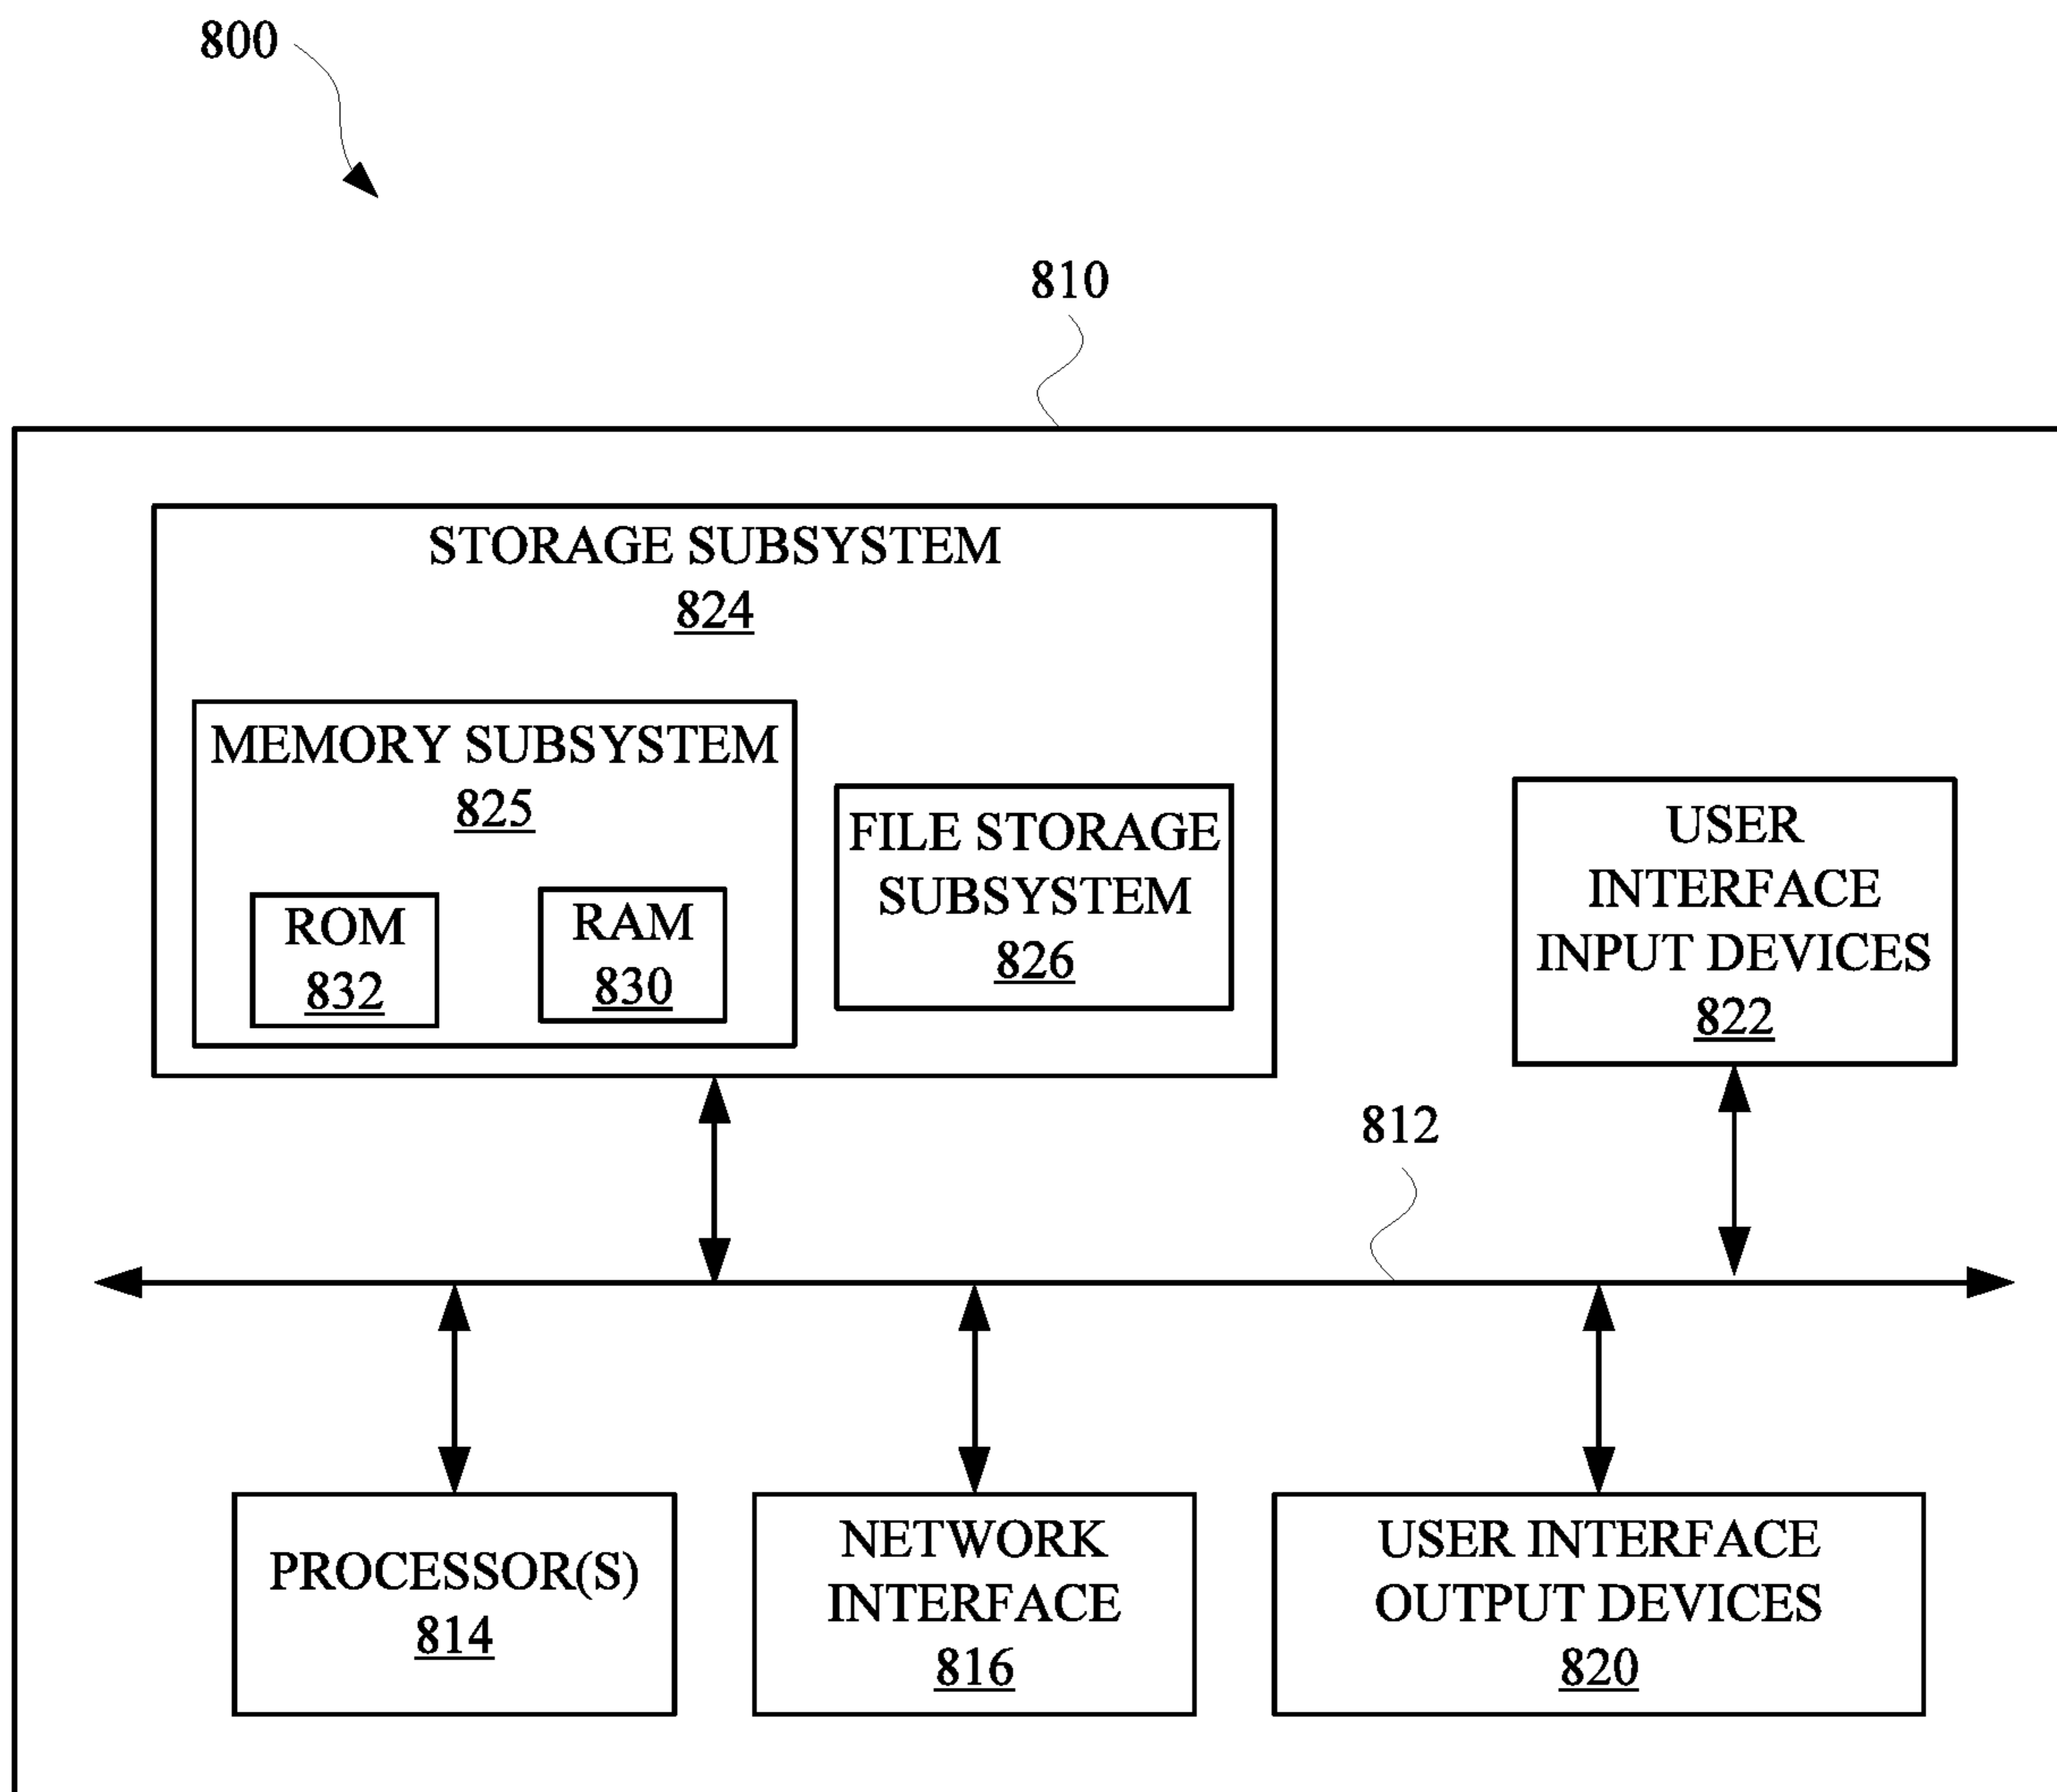 800
810
STORAGE SUBSYSTEM
824
MEMORY SUBSYSTEM
825
ROM
832
RAM
830
FILE STORAGE
SUBSYSTEM
826
USER
INTERFACE
INPUT DEVICES
822
812
PROCESSOR(S)
814
NETWORK
INTERFACE
816
USER INTERFACE
OUTPUT DEVICES
820